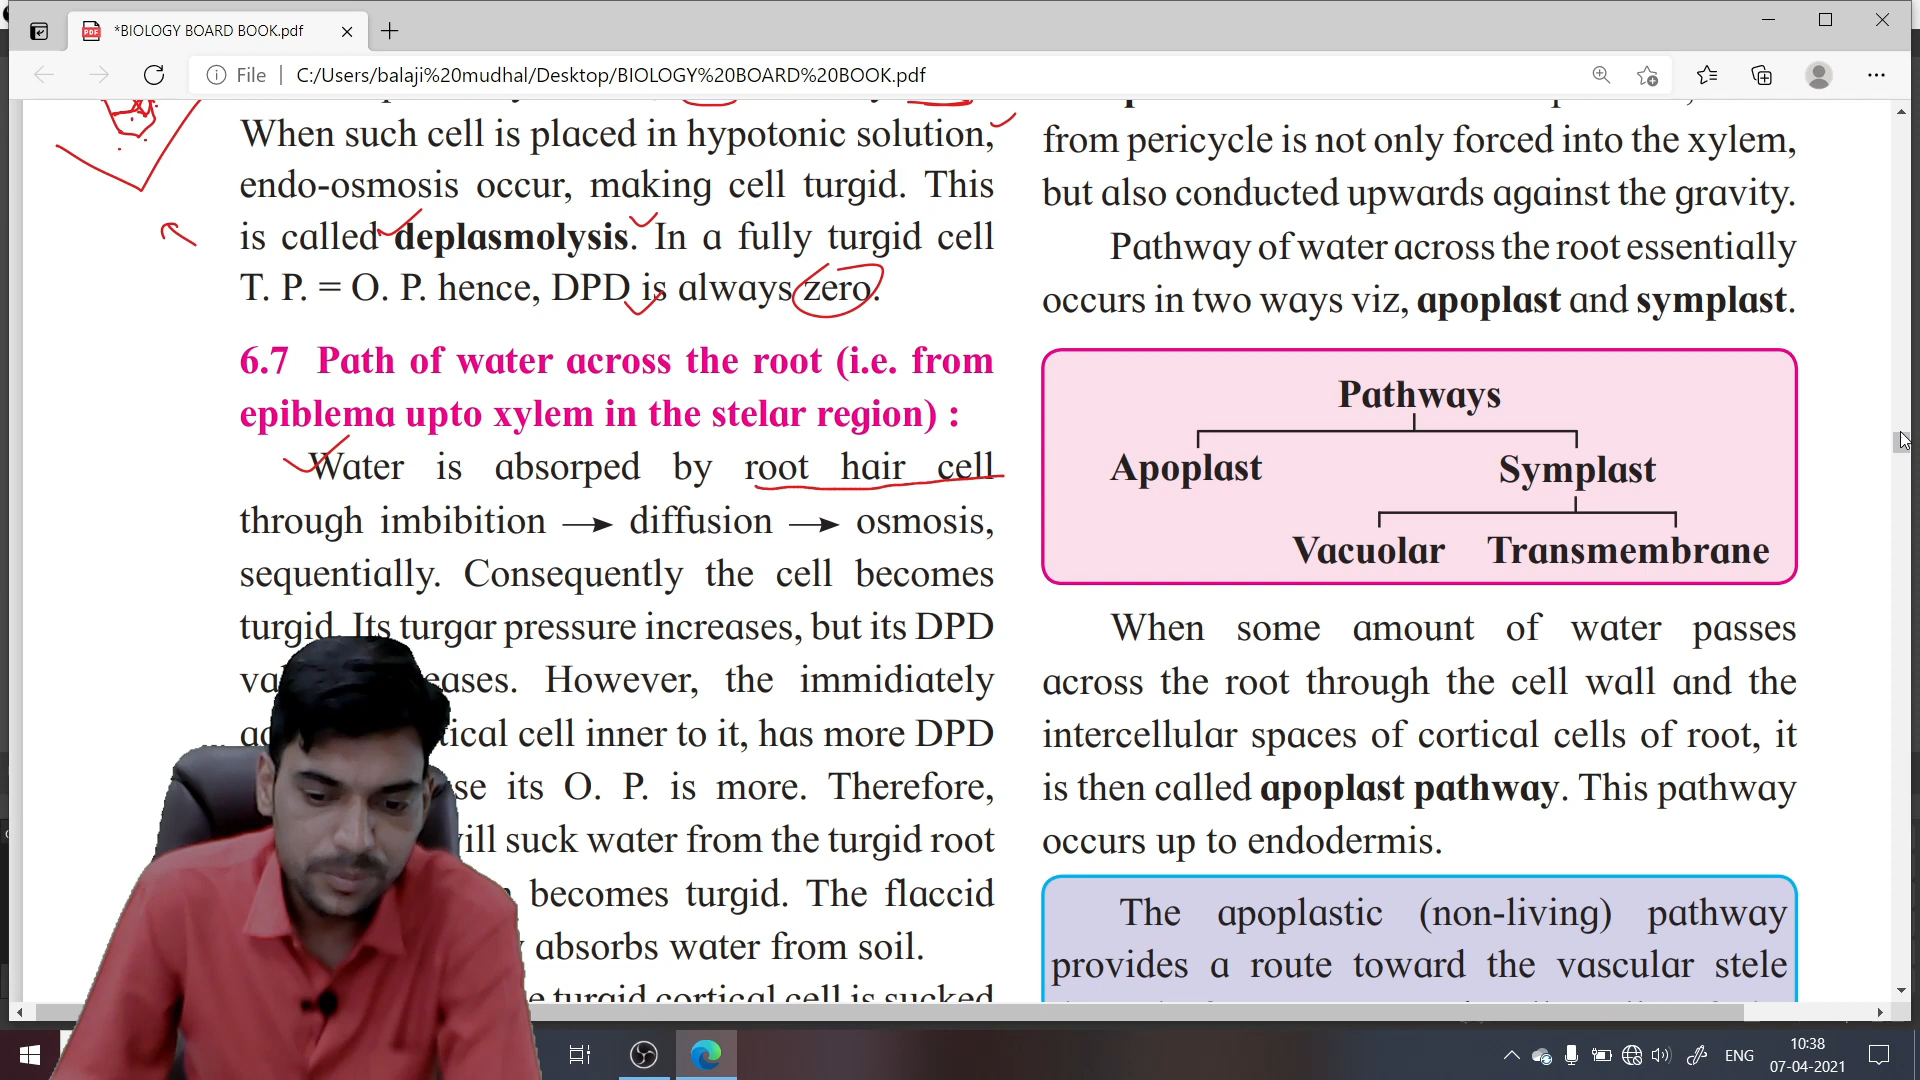 *BIOLOGY BOARD BOOK.pdf
File
C:/Users/balaji%20mudhal/Desktop/BIOLOGY%20BOARD%20BOOK.pdf
When such cell is placed in hypotonic solution,
endo-osmosis occur, making cell turgid. This
is called deplasmolysis. In a fully turgid cell
T. P. = O. P. hence, DPD is always zero.
6.7 Path of water across the root (i.e. from
epiblema upto xylem in the stelar region) :
Water is absorped by root hair cell
through imbibition → diffusion → osmosis,
sequentially. Consequently the cell becomes
turgid. Its turgar pressure increases, but its DPD
va eases. However, the immidiately
tical cell inner to it, has more DPD
se its O. P. is more. Therefore,
ill suck water from the turgid root
becomes turgid. The flaccid
absorbs water from soil.
e turgid cortical cell is sucked
from pericycle is not only forced into the xylem,
but also conducted upwards against the gravity.
Pathway of water across the root essentially
occurs in two ways viz, apoplast and symplast.
Pathways
Apoplast Symplast
Vacuolar Transmembrane
When some amount of water passes
across the root through the cell wall and the
intercellular spaces of cortical cells of root, it
is then called apoplast pathway. This pathway
occurs up to endodermis.
The apoplastic (non-living) pathway
provides a route toward the vascular stele
ENG
10:38
07-04-2021